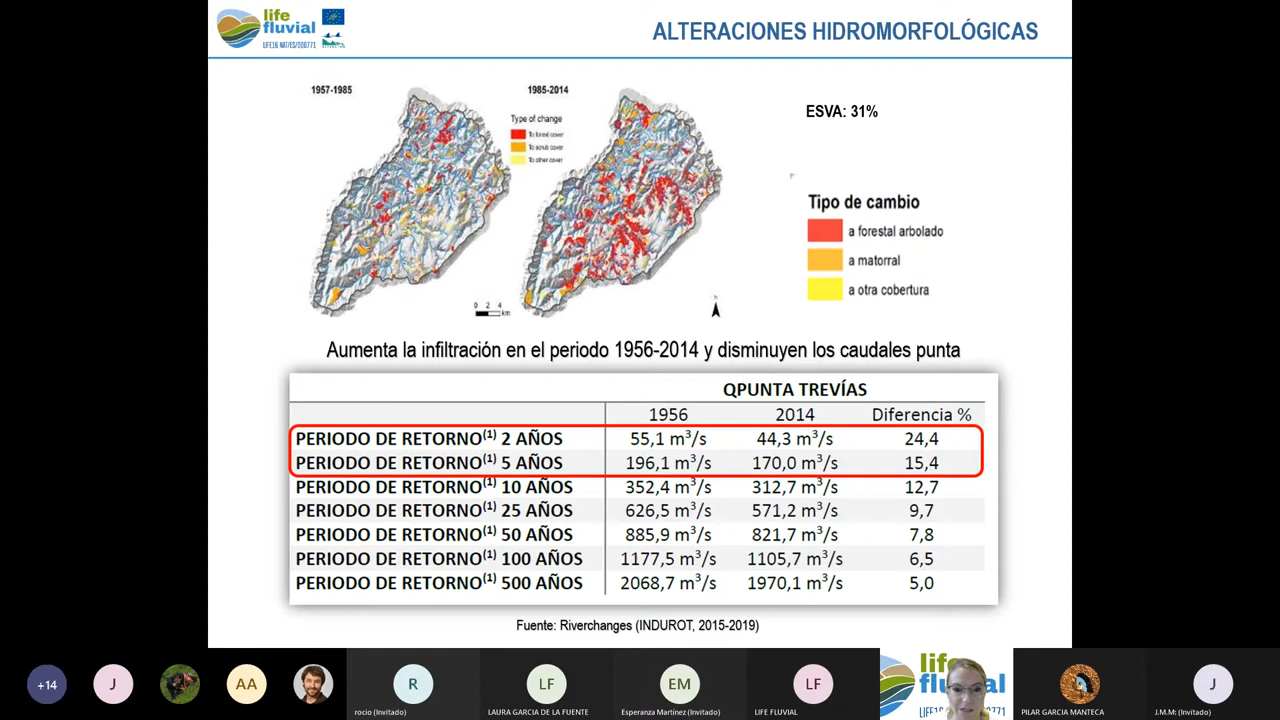 life
fluvial
LIFE16 NAT/ES/000771
ALTERACIONES HIDROMORFOLÓGICAS
1957-1985
1985-2014
ESVA: 31%
Type of change
To forest cover
To scrub cover
To other cover
Tipo de cambio
a forestal arbolado
a matorral
a otra cobertura
0 2 4
km
Aumenta la infiltración en el periodo 1956-2014 y disminuyen los caudales punta
QPUNTA TREVÍAS
1956 2014 Diferencia %
PERIODO DE RETORNO(1) 2 AÑOS 55,1 m³/s 44,3 m³/s 24,4
PERIODO DE RETORNO(1) 5 AÑOS 196,1 m³/s 170,0 m³/s 15,4
PERIODO DE RETORNO(1) 10 AÑOS 352,4 m³/s 312,7 m³/s 12,7
PERIODO DE RETORNO(1) 25 AÑOS 626,5 m³/s 571,2 m³/s 9,7
PERIODO DE RETORNO(1) 50 AÑOS 885,9 m³/s 821,7 m³/s 7,8
PERIODO DE RETORNO(1) 100 AÑOS 1177,5 m³/s 1105,7 m³/s 6,5
PERIODO DE RETORNO(1) 500 AÑOS 2068,7 m³/s 1970,1 m³/s 5,0
Fuente: Riverchanges (INDUROT, 2015-2019)
+14 J AA R LF EM LF J
rocio (Invitado) LAURA GARCIA DE LA FUENTE Esperanza Martínez (Invitado) LIFE FLUVIAL PILAR GARCIA MANTECA J.M.M: (Invitado)